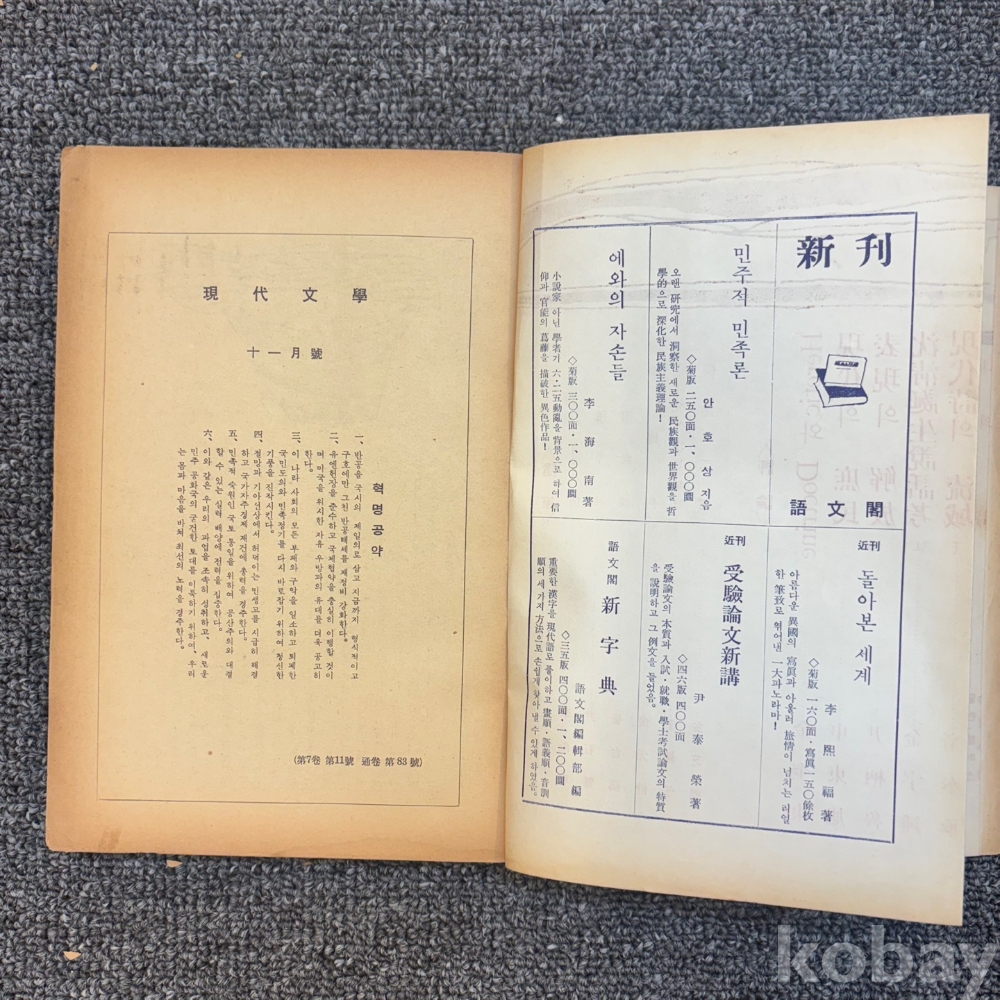 現代文學
十一月號
혁명공약
一、반공을 국시의 제일의로 삼고 지금까지 형식적이고
구호에만 그친 반공태세를 재정비 강화한다。
二、유엔헌장을 준수하고 국제협약을 충실히 이행할 것이
며 미국을 위시한 자유 우방과의 유대를 더욱 공고히
한다。
三、이 나라 사회의 모든 부패와 구악을 일소하고 퇴폐한
국민도의와 민족정기를 다시 바로잡기 위하여 청신한
기풍을 진작시킨다。
四、절망과 기아선상에서 허덕이는 민생고를 시급히 해결
하고 국가자주경제 재건에 총력을 경주한다。
五、민족적 숙원인 국토 통일을 위하여 공산주의와 대결
할 수 있는 실력 배양에 전력을 집중한다。
六、이와 같은 우리의 과업을 조속히 성취하고、새로운
민주 공화국의 굳건한 토대를 이룩하기 위하여、우리
는 몸과 마음을 바쳐 최선의 노력을 경주한다。
(第7卷 第11號 通卷 第83號)
新刊
語文閣
민주적 민족론
안호상 지음
◇菊版 二五〇面・一、〇〇〇圜
오랜 硏究에서 洞察한 새로운 民族觀과 世界觀을 哲
學的으로 深化한 民族主義理論!
에와의 자손들
李海南著
◇菊版 三〇〇面・一、〇〇〇圜
小說家 아닌 學者가 六・二五動亂을 背景으로 하여 信
仰과 官能의 葛藤을 描破한 異色作品!
近刊
돌아본 세계
李熙福著
◇菊版 一六〇面・寫眞一五〇餘枚
아름다운 異國의 寫眞과 아울러 旅情이 넘치는 리얼
한 筆致로 엮어낸 一大파노라마!
近刊
受驗論文新講
尹泰榮著
◇四六版 四〇〇面
受驗論文의 本質과 入試・就職・學士考試論文의 特質
을 說明하고 그 例文을 들었음。
語文閣 新字典
語文閣編輯部編
◇三五版 四〇〇面・一、二〇〇圜
重要한 漢字를 現代語로 풀이하고 畫順・語義順・音訓
順의 세 가지 方法으로 손쉽게 찾아 낼 수 있게 하였음。
kobay